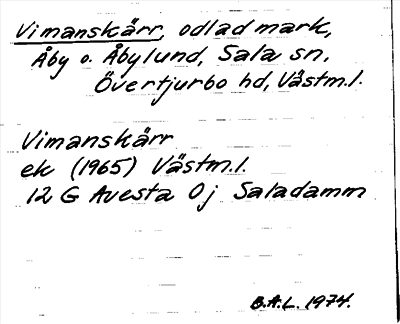 Vimanskärr, odlad mark,
Åby o. Åbylund, Sala sn,
Övertjurbo hd, Västm.l.
Vimanskärr
ek (1965) Västm.l.
12 G Avesta 0j Saladamm
B.A.L. 1974.